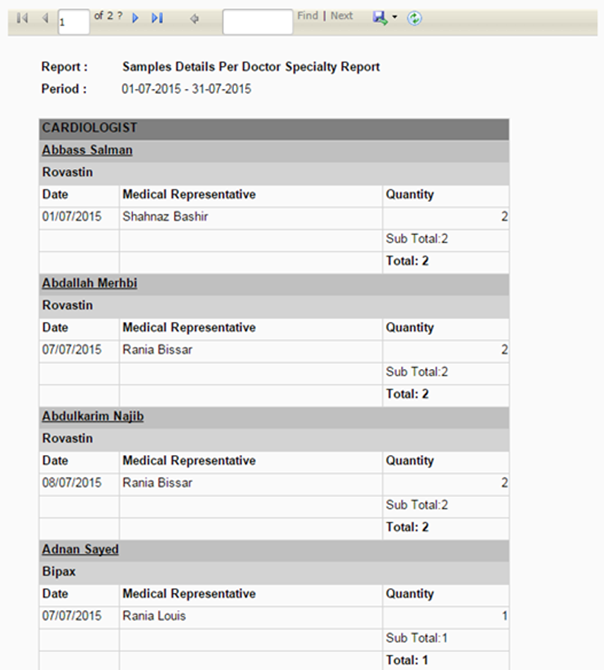 1 of 2 ? Find | Next
Report : Samples Details Per Doctor Specialty Report
Period : 01-07-2015 - 31-07-2015
CARDIOLOGIST
Abbass Salman
Rovastin
Date Medical Representative Quantity
01/07/2015 Shahnaz Bashir 2
Sub Total:2
Total: 2
Abdallah Merhbi
Rovastin
Date Medical Representative Quantity
07/07/2015 Rania Bissar 2
Sub Total:2
Total: 2
Abdulkarim Najib
Rovastin
Date Medical Representative Quantity
08/07/2015 Rania Bissar 2
Sub Total:2
Total: 2
Adnan Sayed
Bipax
Date Medical Representative Quantity
07/07/2015 Rania Louis 1
Sub Total:1
Total: 1